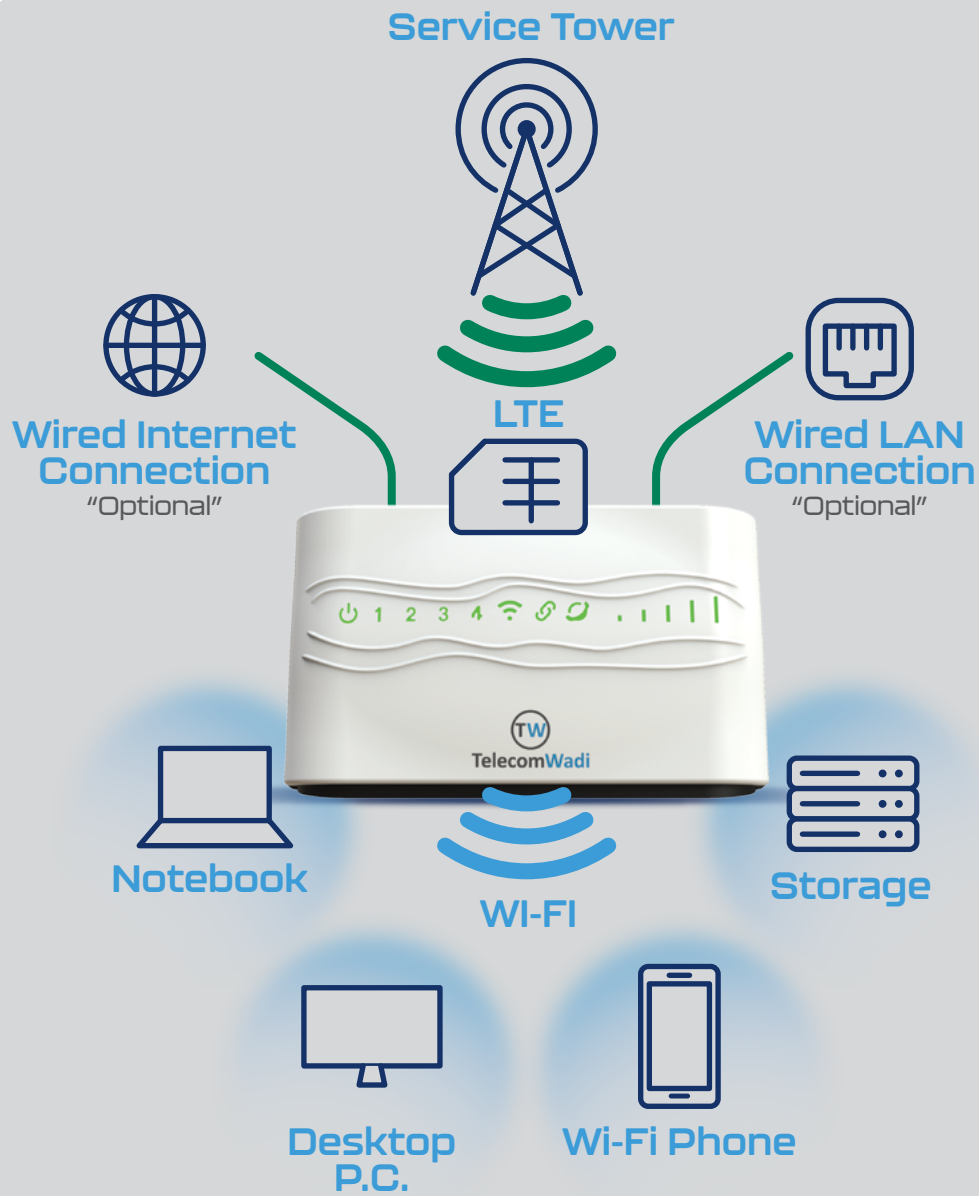 Service Tower
LTE
Wired Internet
Connection
“Optional”
Wired LAN
Connection
“Optional”
1 2 3 4
TW
TelecomWadi
Notebook
WI-FI
Storage
Desktop
P.C.
Wi-Fi Phone